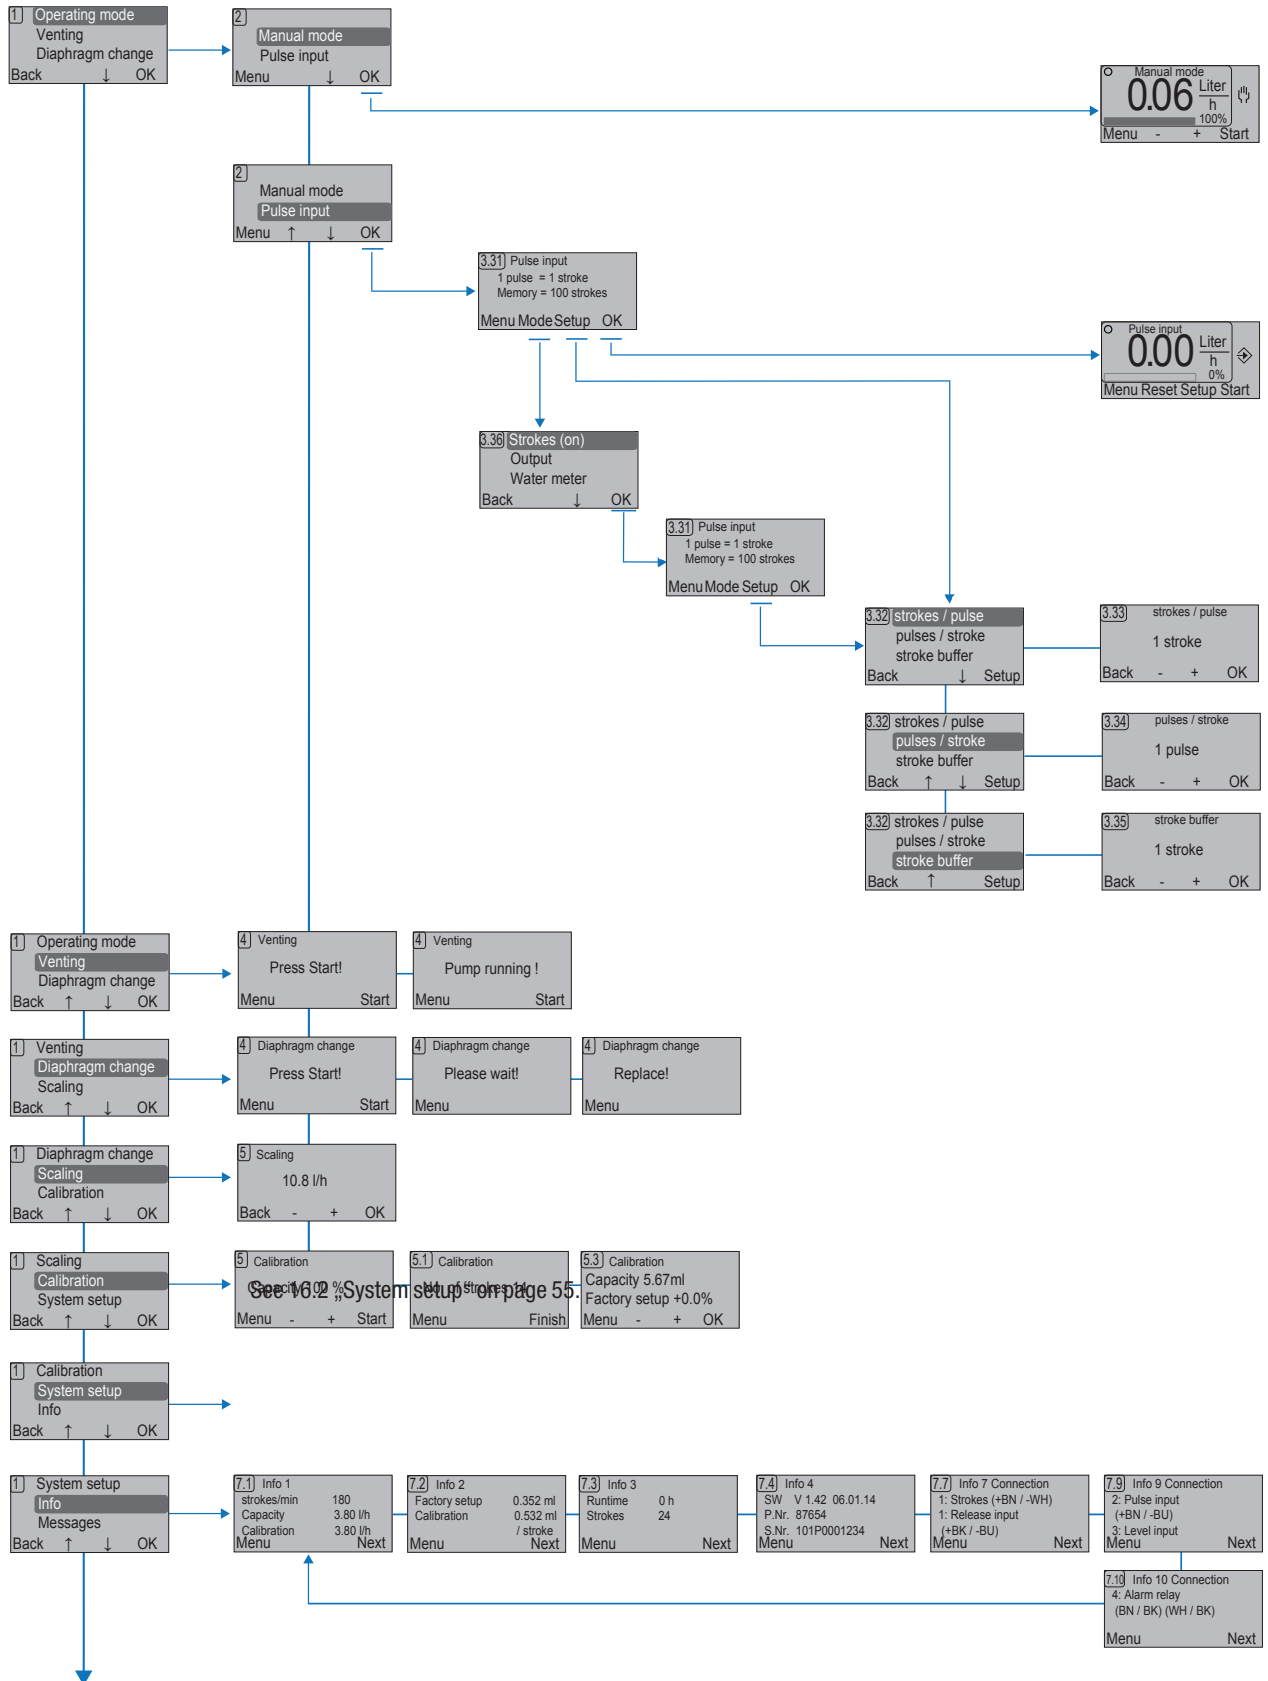 1 Operating mode
Venting
Diaphragm change
Back ↓ OK
2
Manual mode
Pulse input
Menu ↓ OK
Manual mode
0.06 Liter
h
100%
Menu - + Start
2
Manual mode
Pulse input
Menu ↑ ↓ OK
3.31 Pulse input
1 pulse = 1 stroke
Memory = 100 strokes
Menu Mode Setup OK
Pulse input
0.00 Liter
h
0%
Menu Reset Setup Start
3.36 Strokes (on)
Output
Water meter
Back ↓ OK
3.31 Pulse input
1 pulse = 1 stroke
Memory = 100 strokes
Menu Mode Setup OK
3.32 strokes / pulse
pulses / stroke
stroke buffer
Back ↓ Setup
3.33 strokes / pulse
1 stroke
Back - + OK
3.32 strokes / pulse
pulses / stroke
stroke buffer
Back ↑ ↓ Setup
3.34 pulses / stroke
1 pulse
Back - + OK
3.32 strokes / pulse
pulses / stroke
stroke buffer
Back ↑ Setup
3.35 stroke buffer
1 stroke
Back - + OK
1 Operating mode
Venting
Diaphragm change
Back ↑ ↓ OK
4 Venting
Press Start!
Menu Start
4 Venting
Pump running !
Menu Start
1 Venting
Diaphragm change
Scaling
Back ↑ ↓ OK
4 Diaphragm change
Press Start!
Menu Start
4 Diaphragm change
Please wait!
Menu
4 Diaphragm change
Replace!
Menu
1 Diaphragm change
Scaling
Calibration
Back ↑ ↓ OK
5 Scaling
10.8 l/h
Back - + OK
1 Scaling
Calibration
System setup
Back ↑ ↓ OK
5 Calibration
Capacity 100 %
Menu - + Start
5.1 Calibration
No. of strokes 14
Menu Finish
5.3 Calibration
Capacity 5.67ml
Factory setup +0.0%
Menu - + OK
See 16.2 „System setup“ on page 55.
1 Calibration
System setup
Info
Back ↑ ↓ OK
1 System setup
Info
Messages
Back ↑ ↓ OK
7.1 Info 1
strokes/min 180
Capacity 3.80 l/h
Calibration 3.80 l/h
Menu Next
7.2 Info 2
Factory setup 0.352 ml
Calibration 0.532 ml
/ stroke
Menu Next
7.3 Info 3
Runtime 0 h
Strokes 24
Menu Next
7.4 Info 4
SW V 1.42 06.01.14
P.Nr. 87654
S.Nr. 101P0001234
Menu Next
7.7 Info 7 Connection
1: Strokes (+BN / -WH)
1: Release input
(+BK / -BU)
Menu Next
7.9 Info 9 Connection
2: Pulse input
(+BN / -BU)
3: Level input
Menu Next
7.10 Info 10 Connection
4: Alarm relay
(BN / BK) (WH / BK)
Menu Next